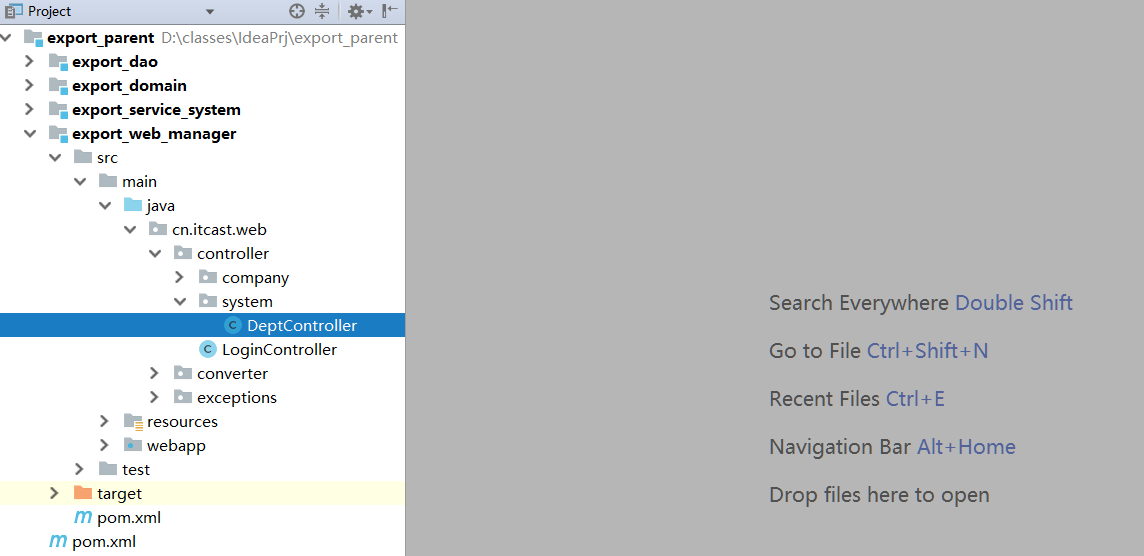 Project
export_parent D:\classes\IdeaPrj\export_parent
export_dao
export_domain
export_service_system
export_web_manager
src
main
java
cn.itcast.web
controller
company
system
C DeptController
C LoginController
converter
exceptions
resources
webapp
test
target
m pom.xml
m pom.xml
Search Everywhere Double Shift
Go to File Ctrl+Shift+N
Recent Files Ctrl+E
Navigation Bar Alt+Home
Drop files here to open